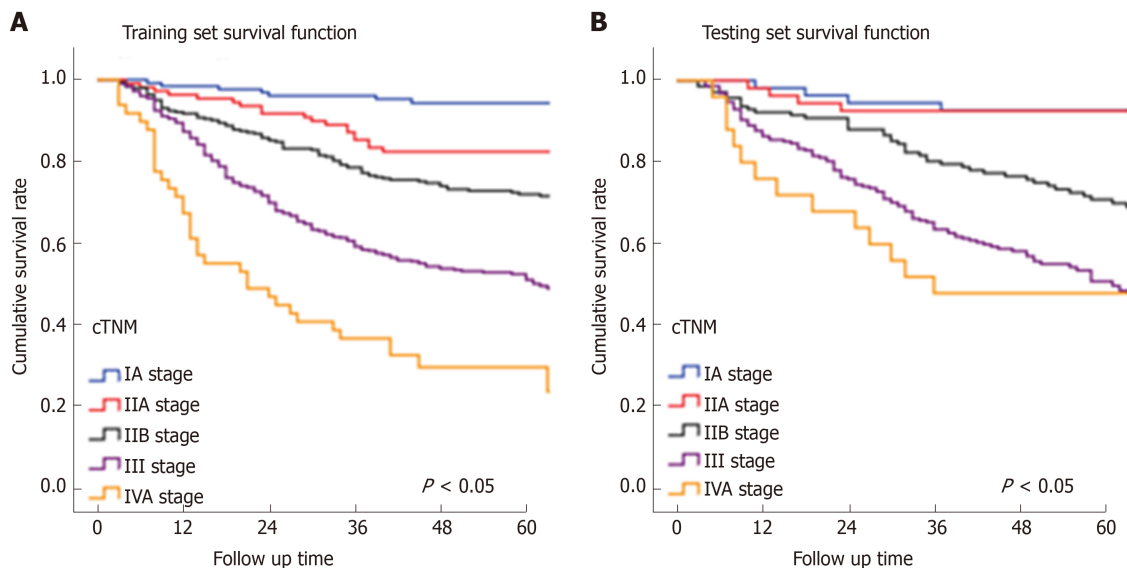 A
Training set survival function
1.0
0.8
0.6
0.4
0.2
0.0
Cumulative survival rate
cTNM
IA stage
IIA stage
IIB stage
III stage
IVA stage
P < 0.05
0 12 24 36 48 60
Follow up time
B
Testing set survival function
1.0
0.8
0.6
0.4
0.2
0.0
Cumulative survival rate
cTNM
IA stage
IIA stage
IIB stage
III stage
IVA stage
P < 0.05
0 12 24 36 48 60
Follow up time